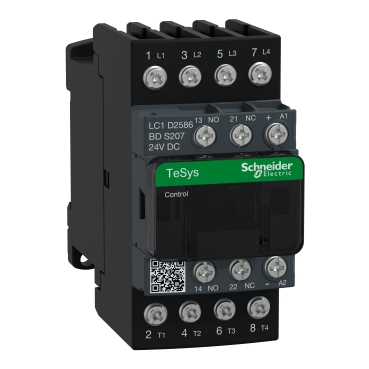 1 L1 3 L2 5 L3 7 L4
13 NO 21 NC + A1
LC1 D2586
BD S207
24V DC
TeSys
Schneider
Electric
Control
14 NO 22 NC - A2
2 T1 4 T2 6 T3 8 T4